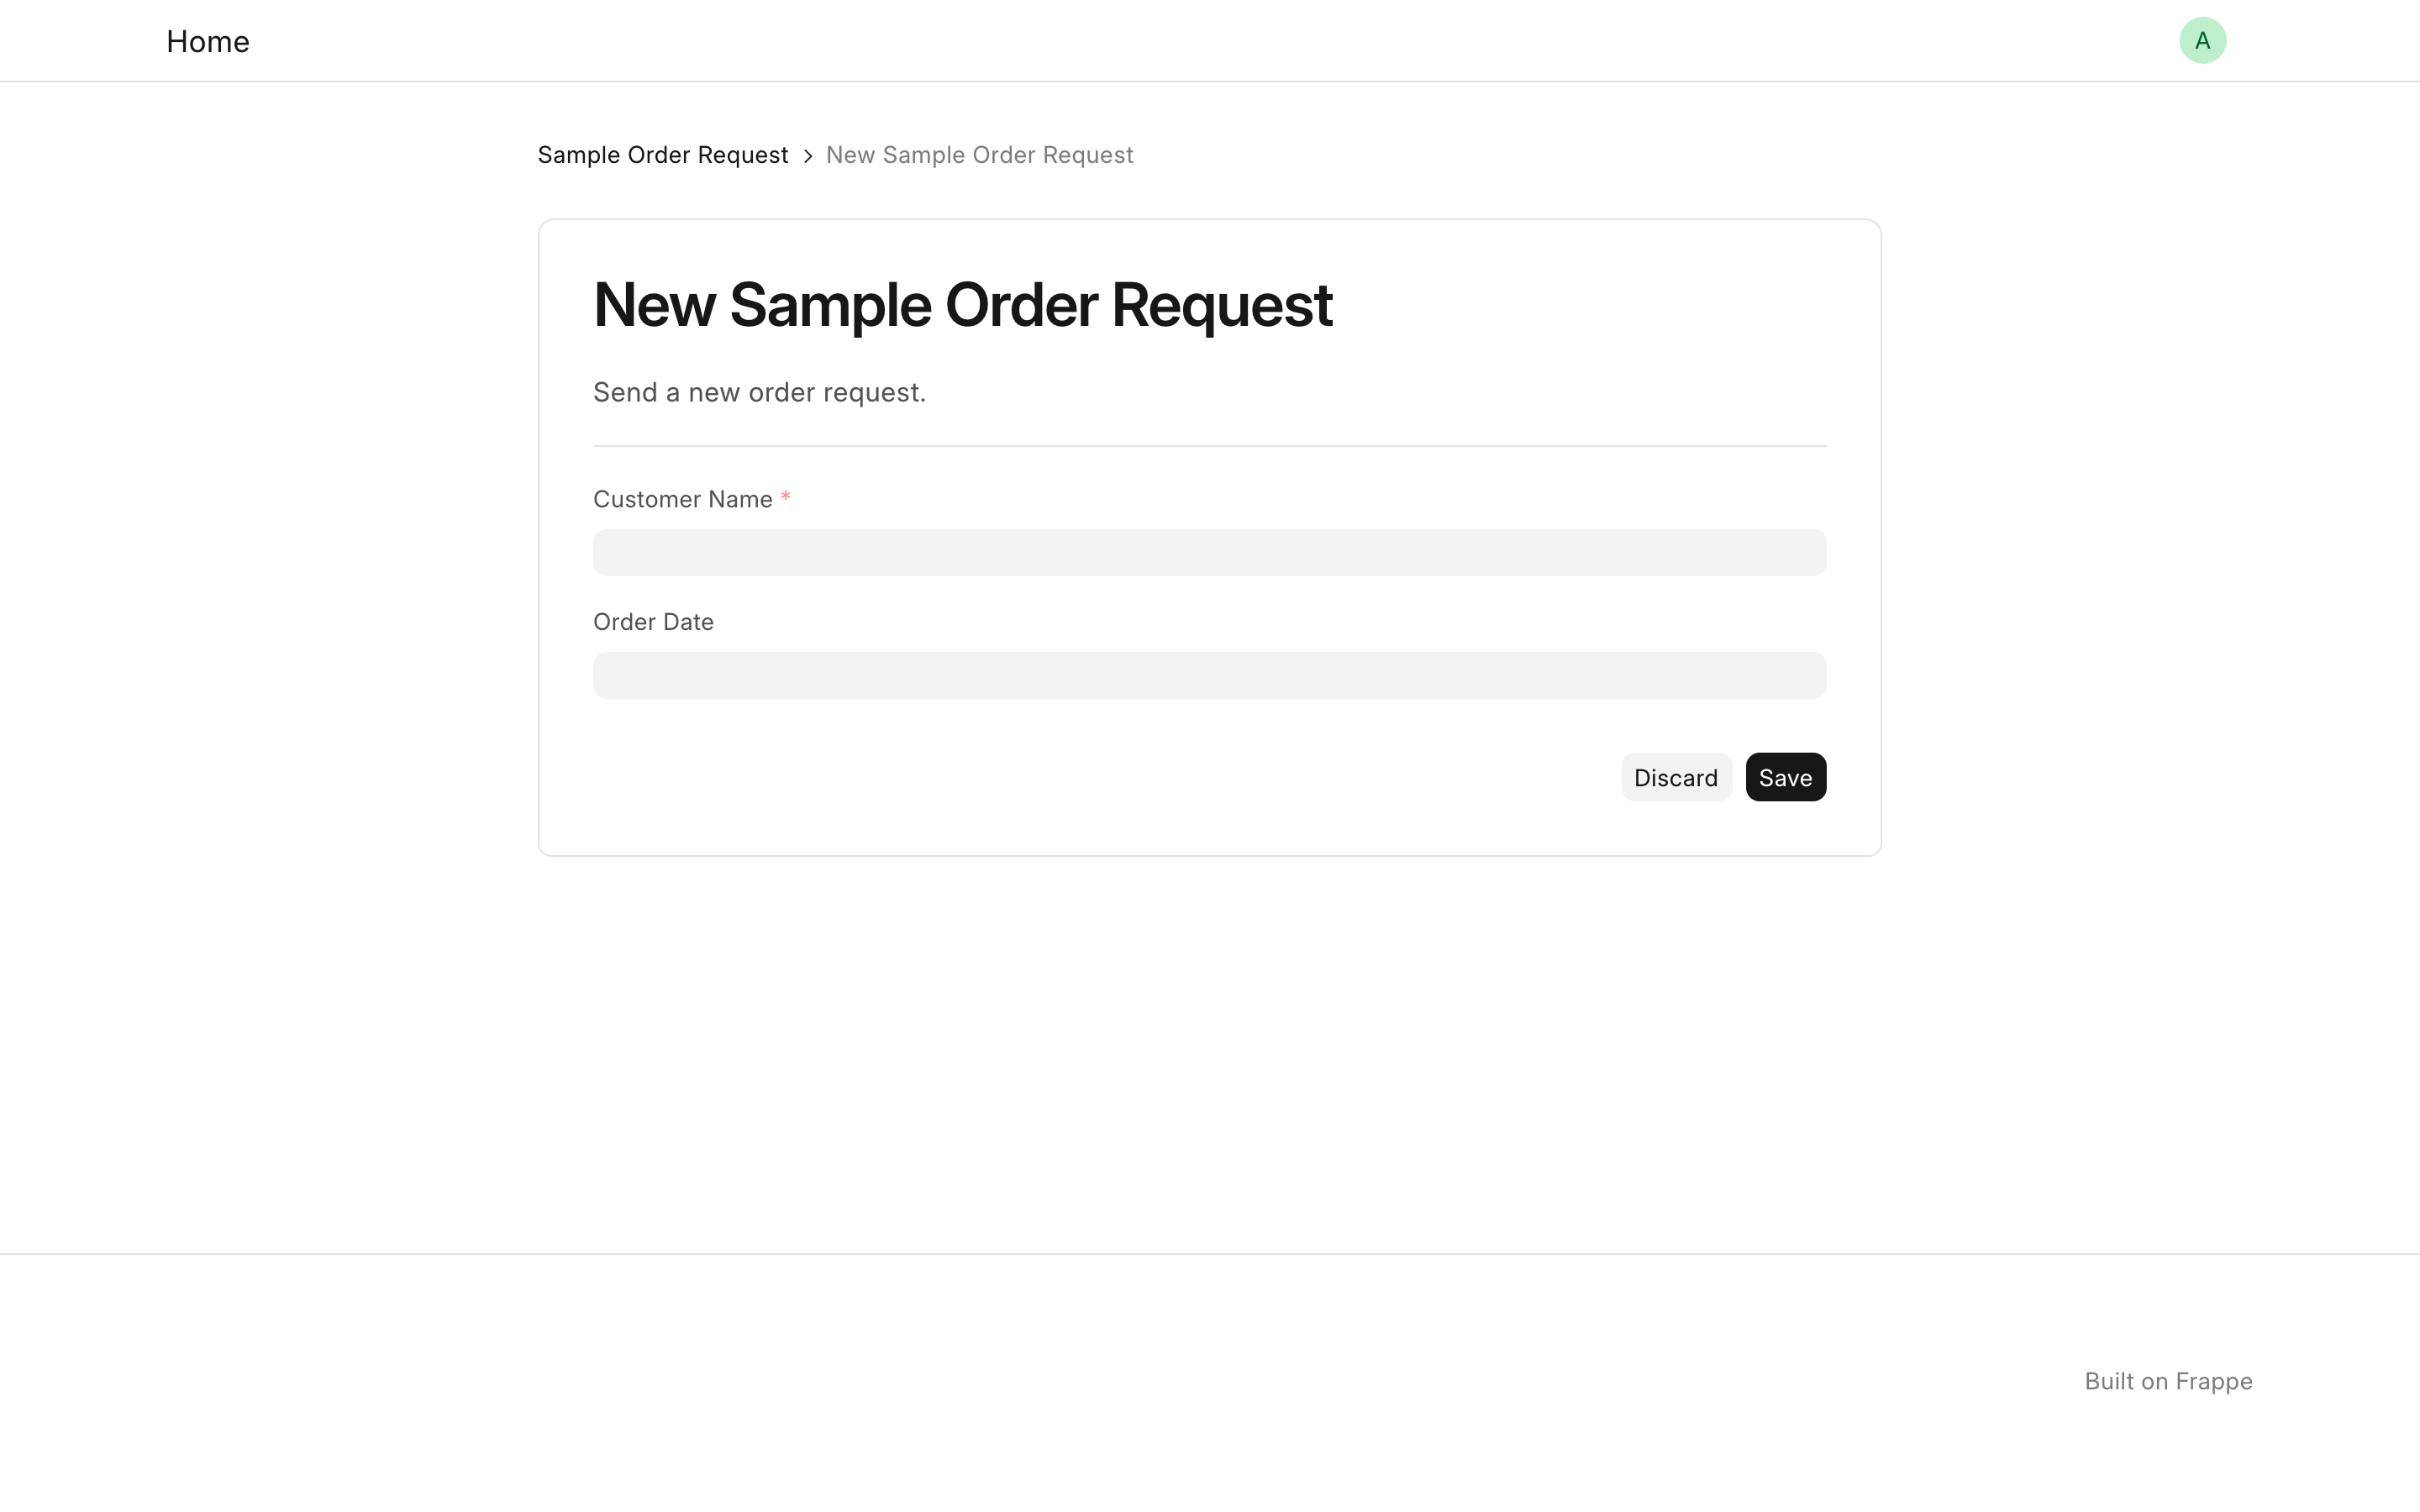 Home
A
Sample Order Request > New Sample Order Request
New Sample Order Request
Send a new order request.
Customer Name *
Order Date
Discard Save
Built on Frappe